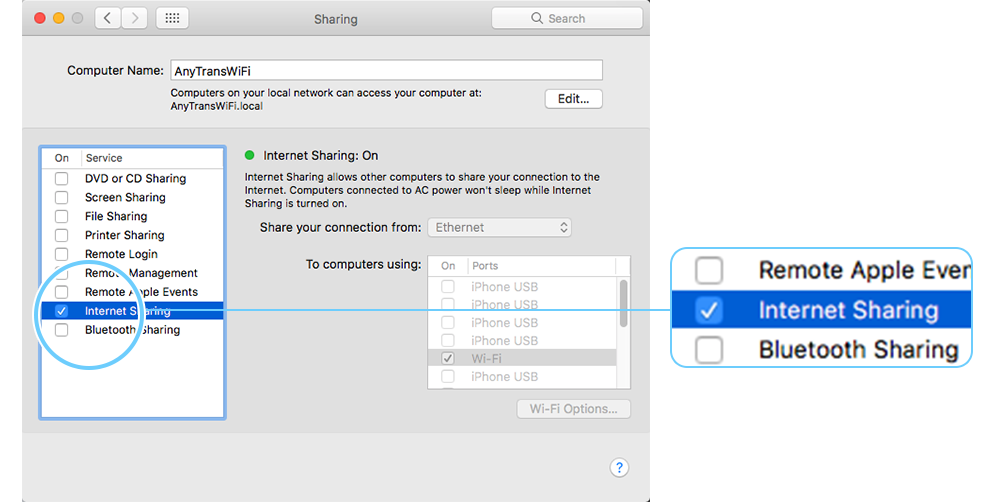 Sharing
Search
Computer Name: AnyTransWiFi
Computers on your local network can access your computer at:
AnyTransWiFi.local
Edit...
On Service
DVD or CD Sharing
Screen Sharing
File Sharing
Printer Sharing
Remote Login
Remote Management
Remote Apple Events
Internet Sharing
Bluetooth Sharing
Internet Sharing: On
Internet Sharing allows other computers to share your connection to the
Internet. Computers connected to AC power won't sleep while Internet
Sharing is turned on.
Share your connection from: Ethernet
To computers using:
On Ports
iPhone USB
iPhone USB
iPhone USB
iPhone USB
Wi-Fi
iPhone USB
Wi-Fi Options...
?
Remote Apple Even
Internet Sharing
Bluetooth Sharing